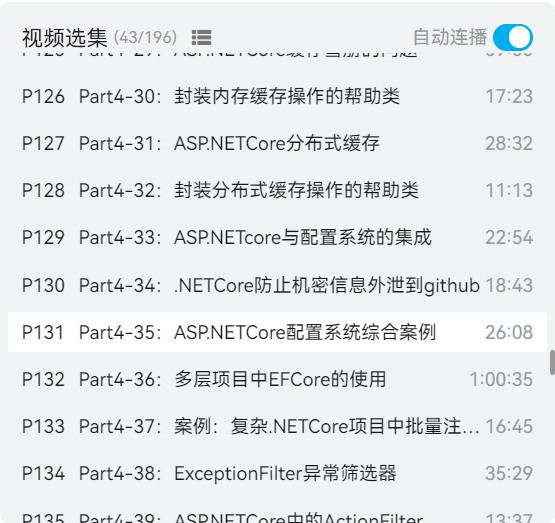 视频选集 (43/196) 自动连播
P126 Part4-30：封装内存缓存操作的帮助类 17:23
P127 Part4-31：ASP.NETCore分布式缓存 28:32
P128 Part4-32：封装分布式缓存操作的帮助类 11:13
P129 Part4-33：ASP.NETcore与配置系统的集成 22:54
P130 Part4-34：.NETCore防止机密信息外泄到github 18:43
P131 Part4-35：ASP.NETCore配置系统综合案例 26:08
P132 Part4-36：多层项目中EFCore的使用 1:00:35
P133 Part4-37：案例：复杂.NETCore项目中批量注... 16:45
P134 Part4-38：ExceptionFilter异常筛选器 35:29
P135 Part4-39：ASP.NETCore中的ActionFilter 13:37